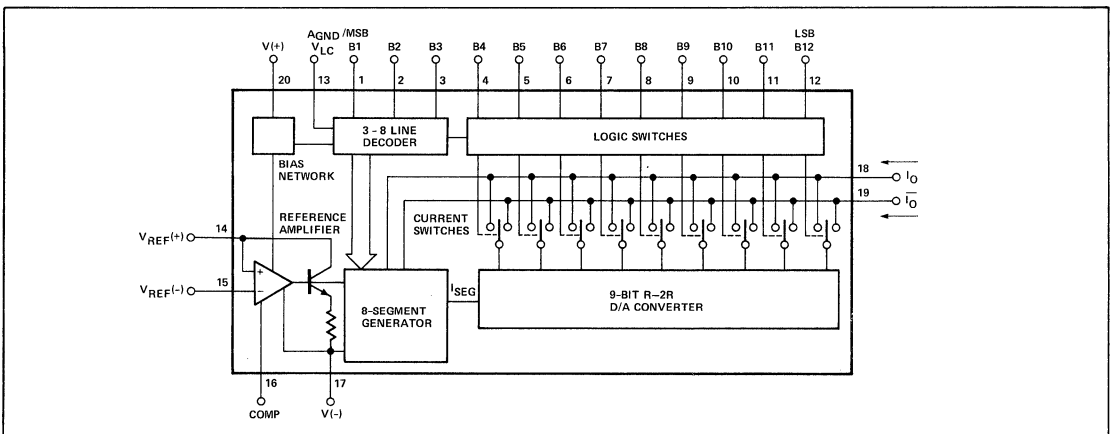 AGND /MSB LSB
V(+) VLC B1 B2 B3 B4 B5 B6 B7 B8 B9 B10 B11 B12
20 13 1 2 3 4 5 6 7 8 9 10 11 12
3 – 8 LINE
DECODER
LOGIC SWITCHES
BIAS
NETWORK
18 IO
19 IO
REFERENCE
AMPLIFIER
CURRENT
SWITCHES
VREF(+) 14
+
VREF(-) 15
–
8-SEGMENT
GENERATOR
ISEG
9-BIT R–2R
D/A CONVERTER
16 17
COMP V(-)